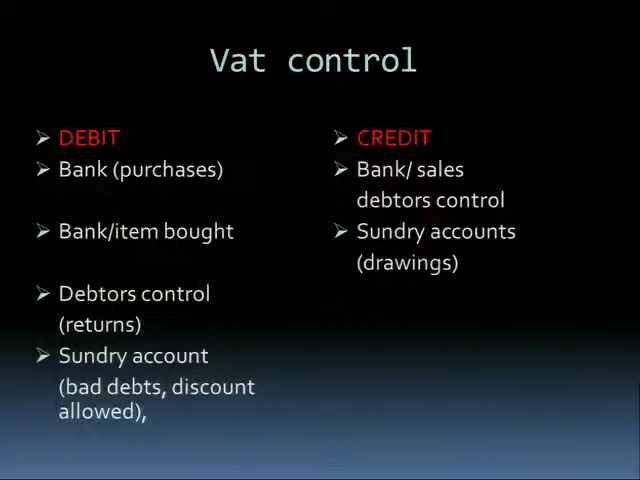 Vat control
DEBIT
Bank (purchases)
Bank/item bought
Debtors control
(returns)
Sundry account
(bad debts, discount
allowed),
CREDIT
Bank/ sales
debtors control
Sundry accounts
(drawings)